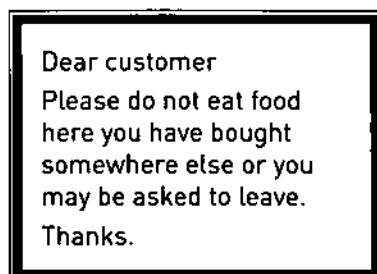 Dear customer
Please do not eat food
here you have bought
somewhere else or you
may be asked to leave.
Thanks.